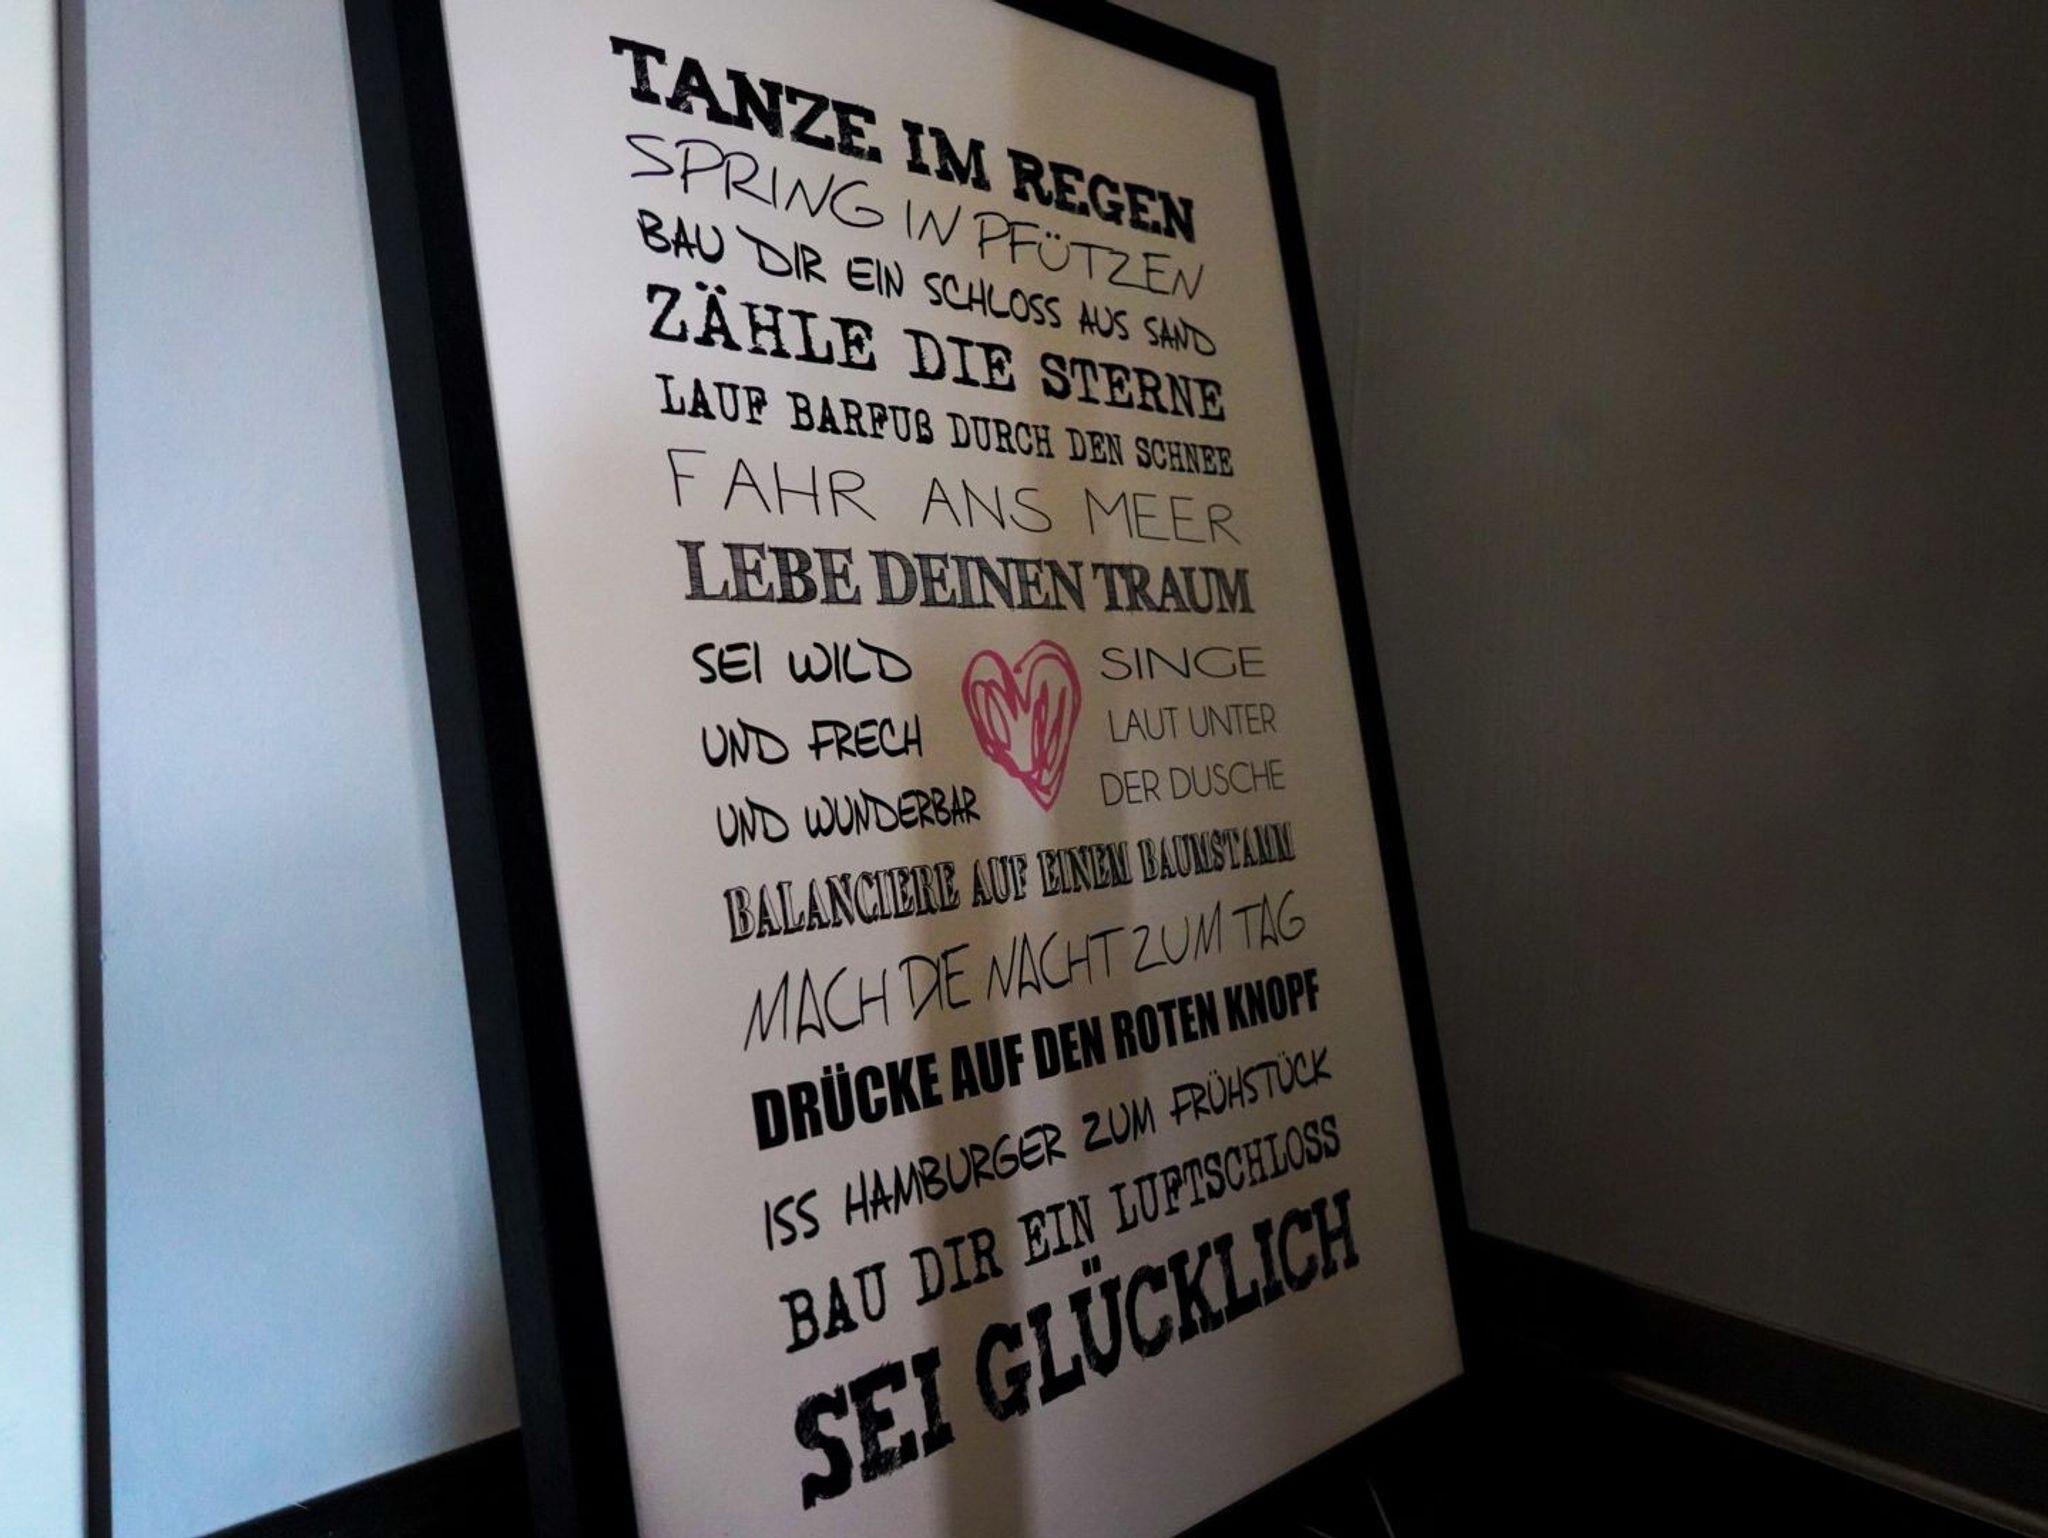 TANZE IM REGEN
SPRING IN PFÜTZEN
BAU DIR EIN SCHLOSS AUS SAND
ZÄHLE DIE STERNE
LAUF BARFUß DURCH DEN SCHNEE
FAHR ANS MEER
LEBE DEINEN TRAUM
SEI WILD
UND FRECH
UND WUNDERBAR
SINGE
LAUT UNTER
DER DUSCHE
BALANCIERE AUF EINEM BAUMSTAMM
MACH DIE NACHT ZUM TAG
DRÜCKE AUF DEN ROTEN KNOPF
ISS HAMBURGER ZUM FRÜHSTÜCK
BAU DIR EIN LUFTSCHLOSS
SEI GLÜCKLICH